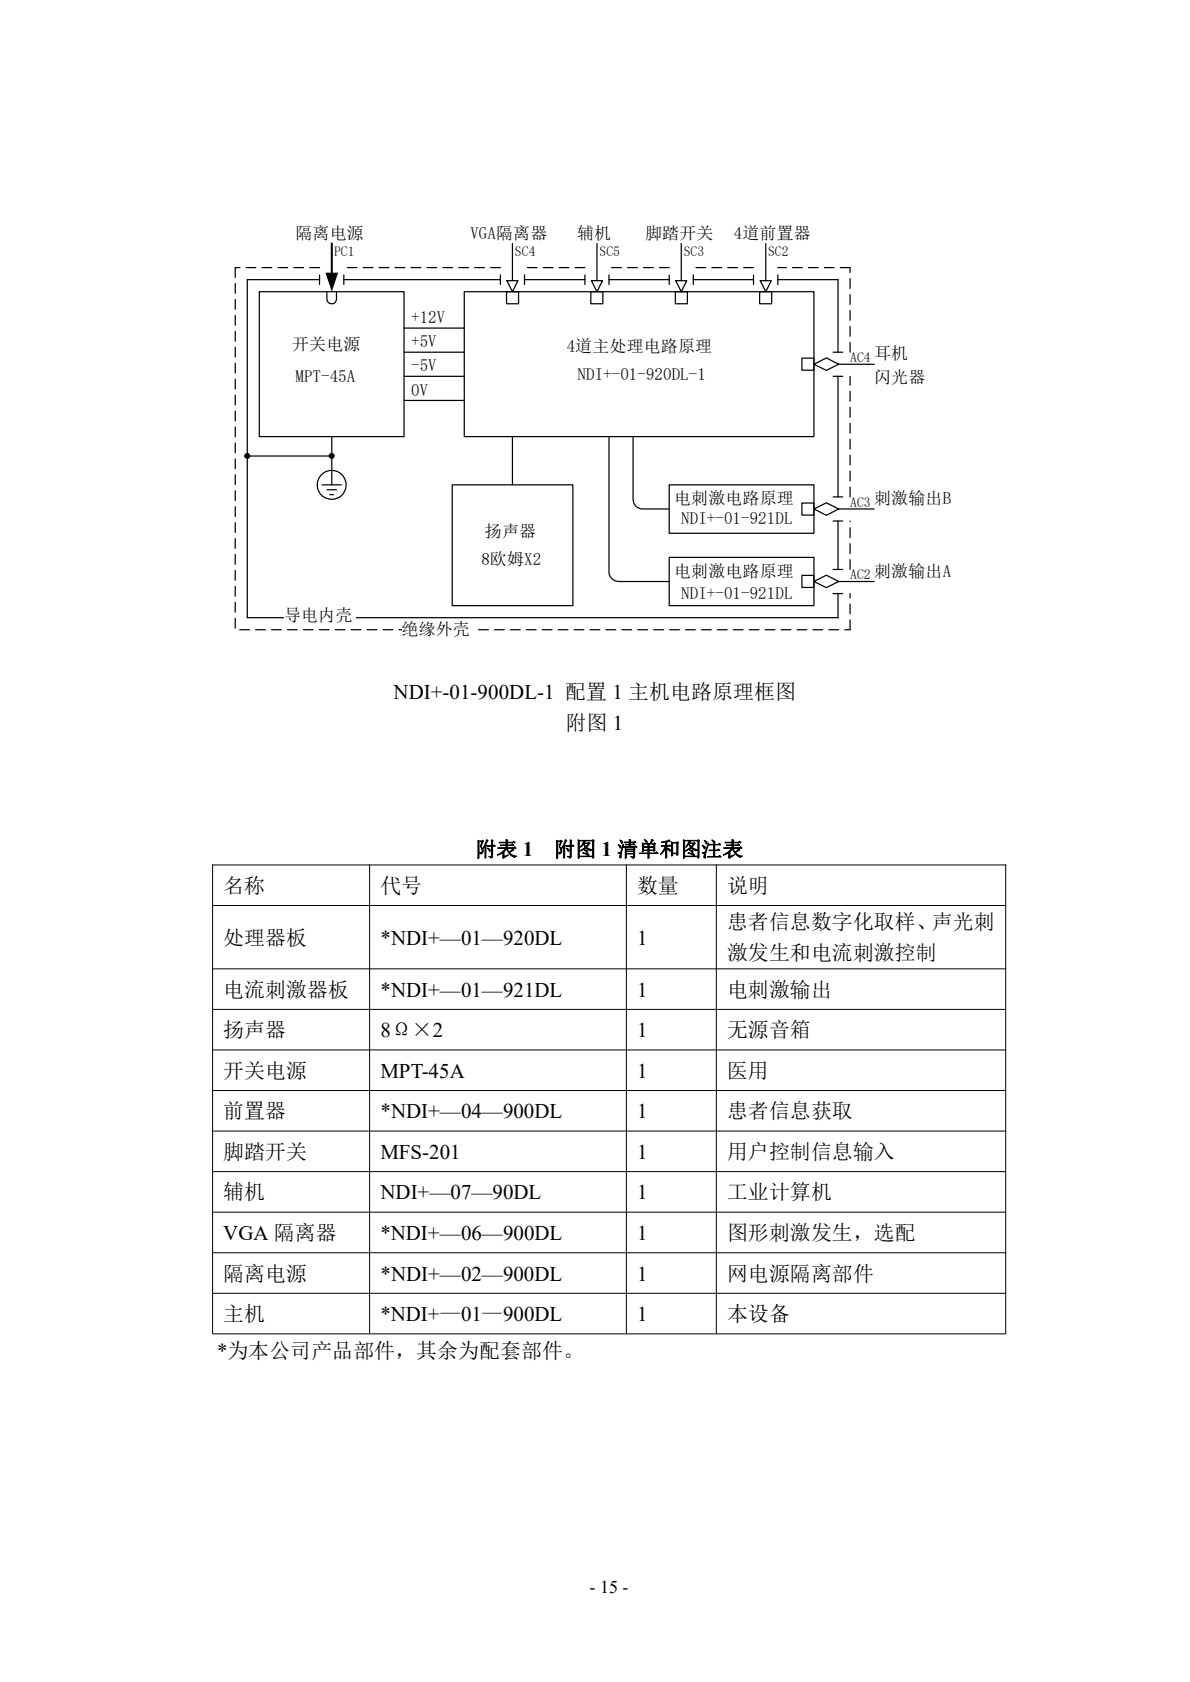 隔离电源 VGA隔离器 辅机 脚踏开关 4道前置器
PC1 SC4 SC5 SC3 SC2
+12V
开关电源 +5V 4道主处理电路原理
MPT-45A -5V NDI+-01-920DL-1
0V
AC4 耳机
闪光器
电刺激电路原理 AC3 刺激输出B
NDI+-01-921DL
扬声器
8欧姆X2
电刺激电路原理 AC2 刺激输出A
NDI+-01-921DL
导电内壳
绝缘外壳
NDI+-01-900DL-1 配置 1 主机电路原理框图
附图 1
附表 1 附图 1 清单和图注表
名称 代号 数量 说明
处理器板 *NDI+—01—920DL 1 患者信息数字化取样、声光刺
激发生和电流刺激控制
电流刺激器板 *NDI+—01—921DL 1 电刺激输出
扬声器 8Ω×2 1 无源音箱
开关电源 MPT-45A 1 医用
前置器 *NDI+—04—900DL 1 患者信息获取
脚踏开关 MFS-201 1 用户控制信息输入
辅机 NDI+—07—90DL 1 工业计算机
VGA 隔离器 *NDI+—06—900DL 1 图形刺激发生，选配
隔离电源 *NDI+—02—900DL 1 网电源隔离部件
主机 *NDI+—01—900DL 1 本设备
*为本公司产品部件，其余为配套部件。
- 15 -